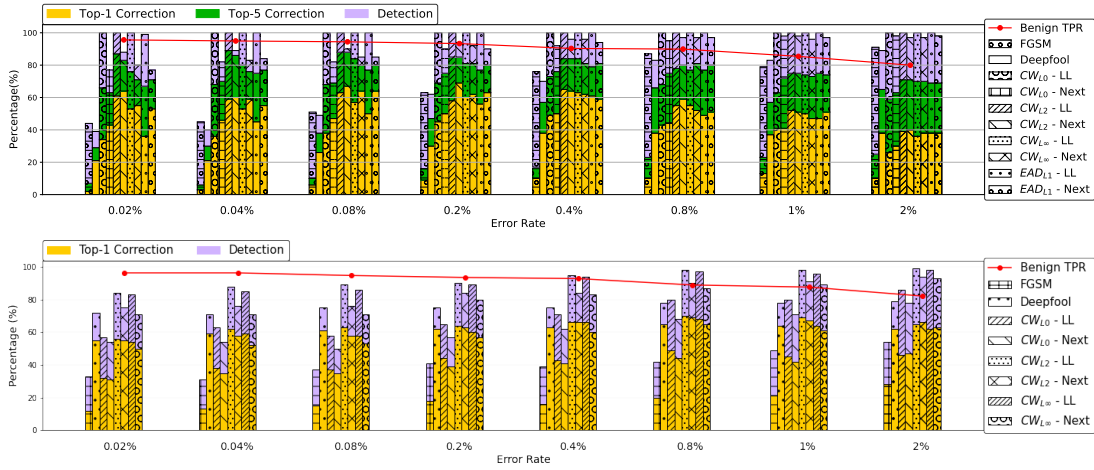 Top-1 Correction Top-5 Correction Detection
100
80
60
40
20
0
Percentage(%)
0.02% 0.04% 0.08% 0.2% 0.4% 0.8% 1% 2%
Error Rate
Benign TPR
FGSM
Deepfool
CW_L0 - LL
CW_L0 - Next
CW_L2 - LL
CW_L2 - Next
CW_L∞ - LL
CW_L∞ - Next
EAD_L1 - LL
EAD_L1 - Next
Top-1 Correction Detection
100
80
60
40
20
0
Percentage (%)
0.02% 0.04% 0.08% 0.2% 0.4% 0.8% 1% 2%
Error Rate
Benign TPR
FGSM
Deepfool
CW_L0 - LL
CW_L0 - Next
CW_L2 - LL
CW_L2 - Next
CW_L∞ - LL
CW_L∞ - Next